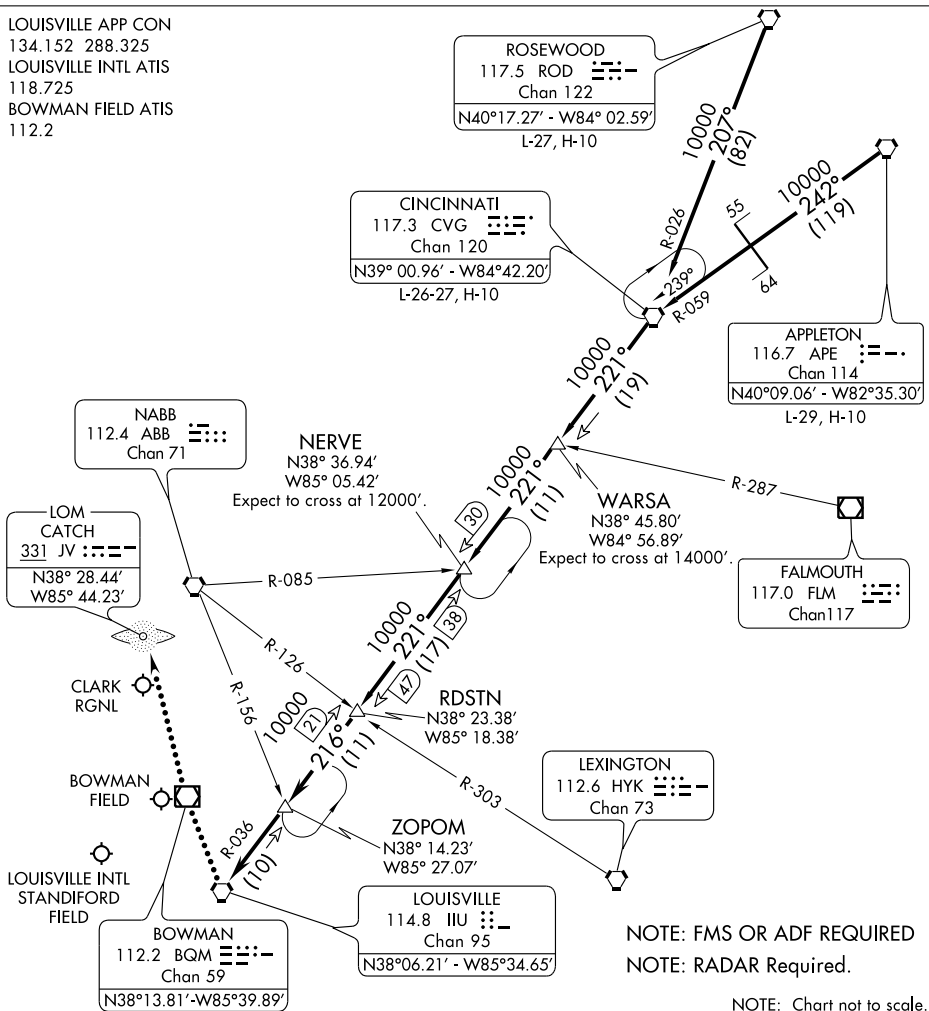 LOUISVILLE APP CON
134.152 288.325
LOUISVILLE INTL ATIS
118.725
BOWMAN FIELD ATIS
112.2
ROSEWOOD
117.5 ROD
Chan 122
N40°17.27' - W84° 02.59'
L-27, H-10
10000
207°
(82)
R-026
10000
242°
(119)
55
64
R-059
239°
CINCINNATI
117.3 CVG
Chan 120
N39° 00.96' - W84°42.20'
L-26-27, H-10
APPLETON
116.7 APE
Chan 114
N40°09.06' - W82°35.30'
L-29, H-10
10000
221°
(19)
NABB
112.4 ABB
Chan 71
NERVE
N38° 36.94'
W85° 05.42'
Expect to cross at 12000'.
10000
221°
(11)
30
WARSA
N38° 45.80'
W84° 56.89'
Expect to cross at 14000'.
R-287
FALMOUTH
117.0 FLM
Chan117
LOM
CATCH
331 JV
N38° 28.44'
W85° 44.23'
R-085
R-126
R-156
10000
221°
(17)
38
47
CLARK
RGNL
RDSTN
N38° 23.38'
W85° 18.38'
10000
21
216°
(11)
R-303
LEXINGTON
112.6 HYK
Chan 73
BOWMAN
FIELD
ZOPOM
N38° 14.23'
W85° 27.07'
R-036
(10)
LOUISVILLE INTL
STANDIFORD
FIELD
LOUISVILLE
114.8 IIU
Chan 95
N38°06.21' - W85°34.65'
BOWMAN
112.2 BQM
Chan 59
N38°13.81'-W85°39.89'
NOTE: FMS OR ADF REQUIRED
NOTE: RADAR Required.
NOTE: Chart not to scale.